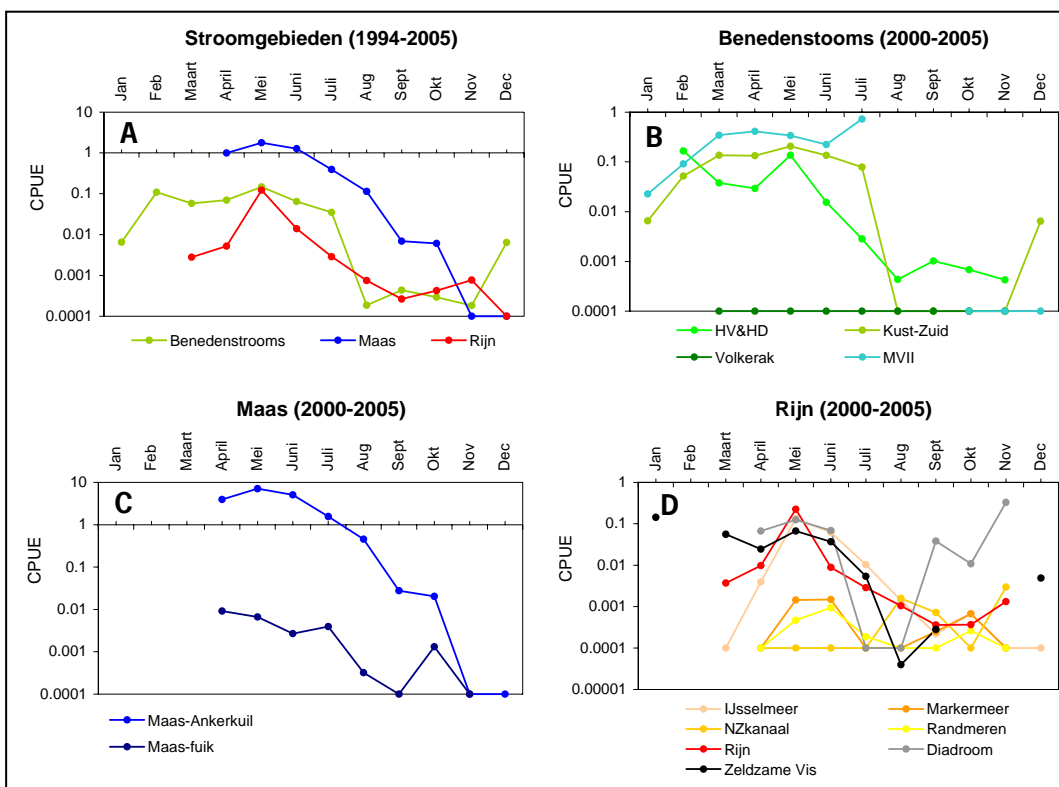 Stroomgebieden (1994-2005)
Jan Feb Maart April Mei Juni Juli Aug Sept Okt Nov Dec
A
CPUE
10
1
0.1
0.01
0.001
0.0001
Benedenstrooms Maas Rijn
Benedenstooms (2000-2005)
Jan Feb Maart April Mei Juni Juli Aug Sept Okt Nov Dec
B
CPUE
1
0.1
0.01
0.001
0.0001
HV&HD Kust-Zuid
Volkerak MVII
Maas (2000-2005)
Jan Feb Maart April Mei Juni Juli Aug Sept Okt Nov Dec
C
CPUE
10
1
0.1
0.01
0.001
0.0001
Maas-Ankerkuil
Maas-fuik
Rijn (2000-2005)
Jan Feb Maart April Mei Juni Juli Aug Sept Okt Nov Dec
D
CPUE
1
0.1
0.01
0.001
0.0001
0.00001
IJsselmeer Markermeer
NZkanaal Randmeren
Rijn Diadroom
Zeldzame Vis